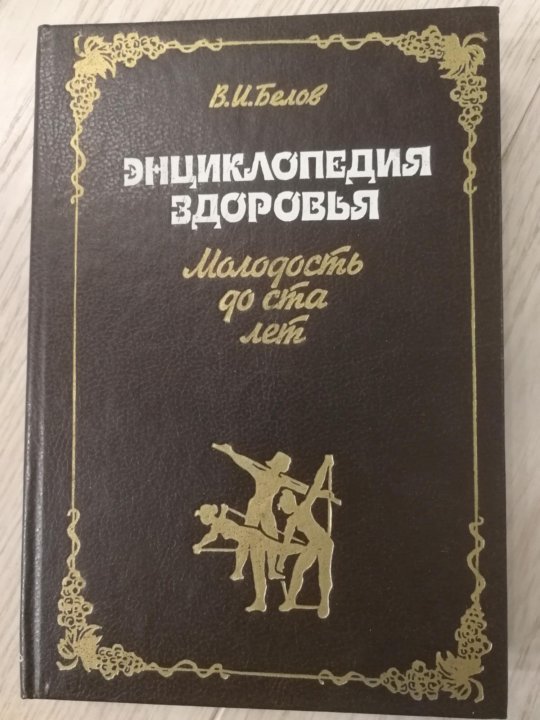 В.И.Белов
ЭНЦИКЛОПЕДИЯ
ЗДОРОВЬЯ
Молодость
до ста
лет